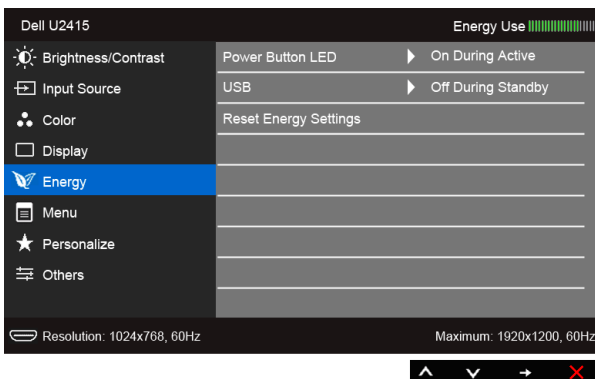 Dell U2415 Energy Use
Brightness/Contrast Power Button LED On During Active
Input Source USB Off During Standby
Color Reset Energy Settings
Display
Energy
Menu
Personalize
Others
Resolution: 1024x768, 60Hz Maximum: 1920x1200, 60Hz